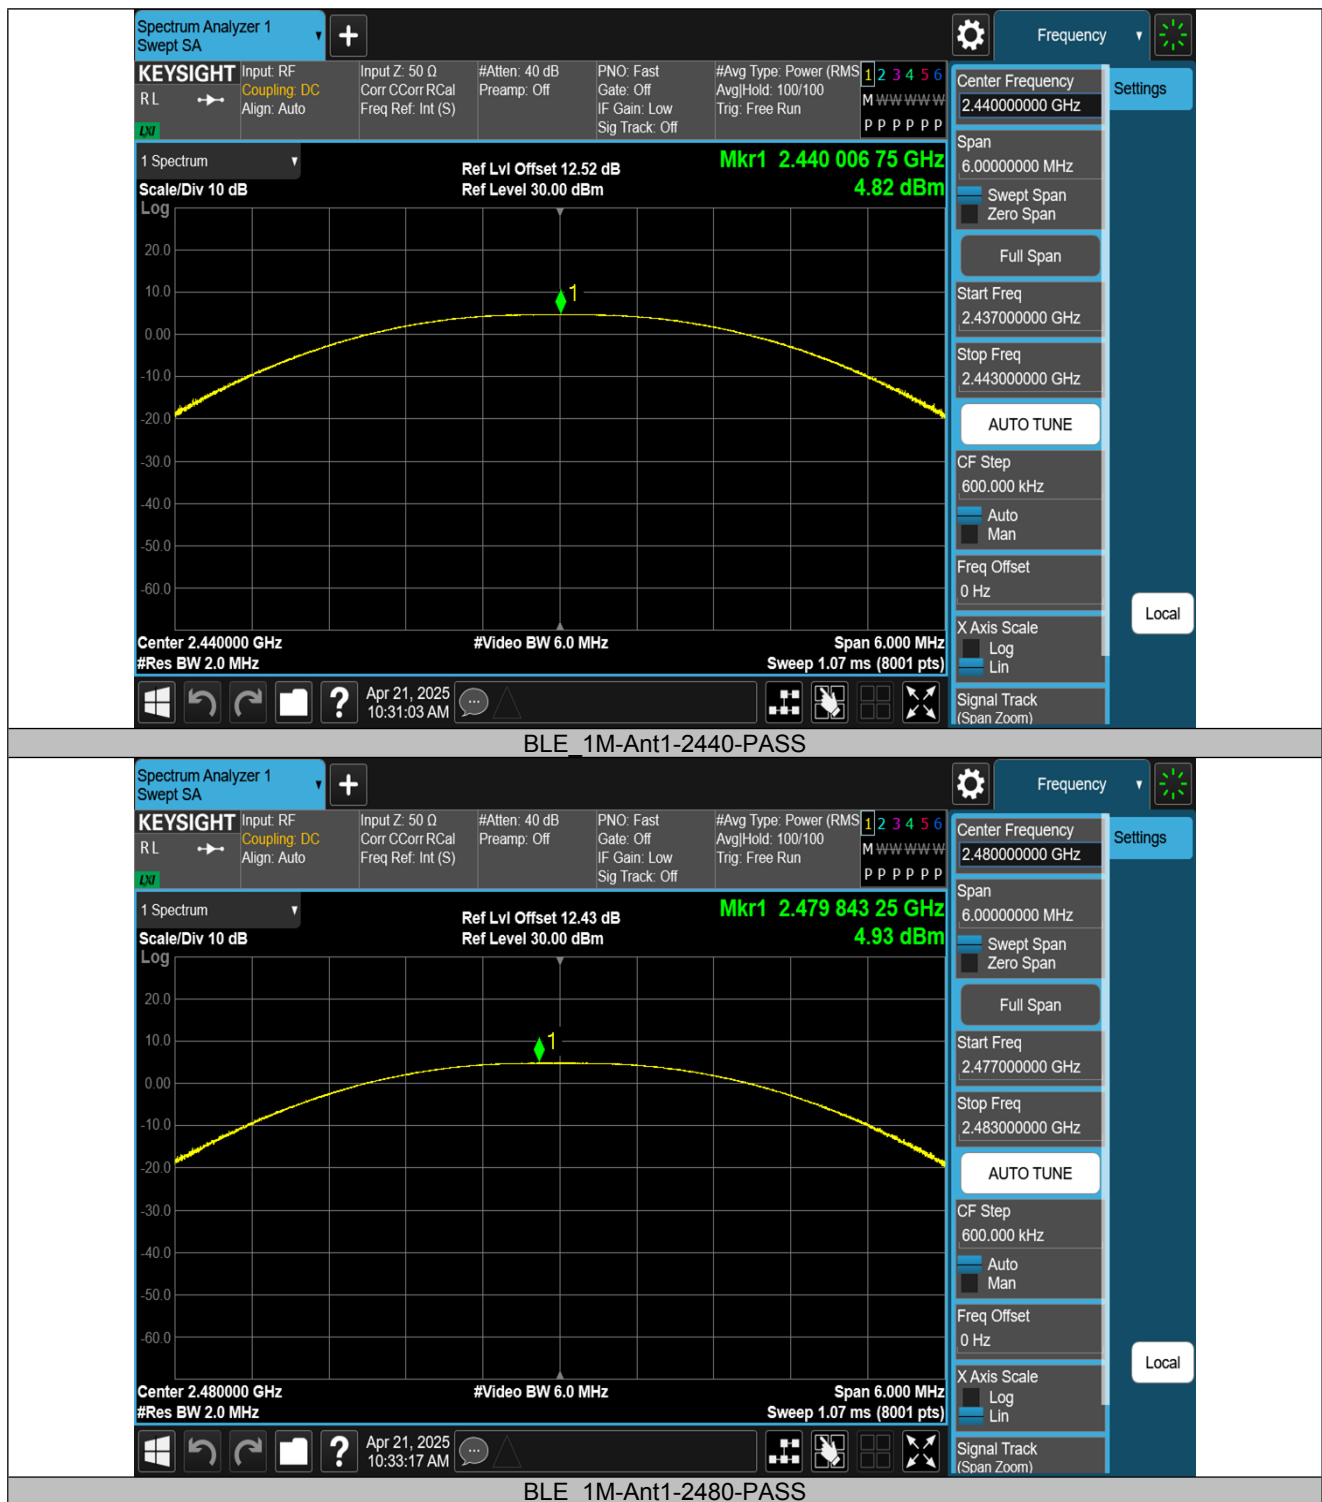 Spectrum Analyzer 1
Swept SA
Frequency
KEYSIGHT
R L
LXI
Input: RF
Coupling: DC
Align: Auto
Input Z: 50 Ω
Corr CCorr RCal
Freq Ref: Int (S)
#Atten: 40 dB
Preamp: Off
PNO: Fast
Gate: Off
IF Gain: Low
Sig Track: Off
#Avg Type: Power (RMS
Avg|Hold: 100/100
Trig: Free Run
1 2 3 4 5 6
M W W W W W
P P P P P P
1 Spectrum
Scale/Div 10 dB
Log
Ref Lvl Offset 12.52 dB
Ref Level 30.00 dBm
Mkr1 2.440 006 75 GHz
4.82 dBm
1
20.0
10.0
0.00
-10.0
-20.0
-30.0
-40.0
-50.0
-60.0
Center 2.440000 GHz
#Res BW 2.0 MHz
#Video BW 6.0 MHz
Span 6.000 MHz
Sweep 1.07 ms (8001 pts)
Apr 21, 2025
10:31:03 AM
Center Frequency
2.440000000 GHz
Span
6.00000000 MHz
Swept Span
Zero Span
Full Span
Start Freq
2.437000000 GHz
Stop Freq
2.443000000 GHz
AUTO TUNE
CF Step
600.000 kHz
Auto
Man
Freq Offset
0 Hz
X Axis Scale
Log
Lin
Signal Track
(Span Zoom)
Settings
Local
BLE_1M-Ant1-2440-PASS
Spectrum Analyzer 1
Swept SA
Frequency
KEYSIGHT
R L
LXI
Input: RF
Coupling: DC
Align: Auto
Input Z: 50 Ω
Corr CCorr RCal
Freq Ref: Int (S)
#Atten: 40 dB
Preamp: Off
PNO: Fast
Gate: Off
IF Gain: Low
Sig Track: Off
#Avg Type: Power (RMS
Avg|Hold: 100/100
Trig: Free Run
1 2 3 4 5 6
M W W W W W
P P P P P P
1 Spectrum
Scale/Div 10 dB
Log
Ref Lvl Offset 12.43 dB
Ref Level 30.00 dBm
Mkr1 2.479 843 25 GHz
4.93 dBm
1
20.0
10.0
0.00
-10.0
-20.0
-30.0
-40.0
-50.0
-60.0
Center 2.480000 GHz
#Res BW 2.0 MHz
#Video BW 6.0 MHz
Span 6.000 MHz
Sweep 1.07 ms (8001 pts)
Apr 21, 2025
10:33:17 AM
Center Frequency
2.480000000 GHz
Span
6.00000000 MHz
Swept Span
Zero Span
Full Span
Start Freq
2.477000000 GHz
Stop Freq
2.483000000 GHz
AUTO TUNE
CF Step
600.000 kHz
Auto
Man
Freq Offset
0 Hz
X Axis Scale
Log
Lin
Signal Track
(Span Zoom)
Settings
Local
BLE_1M-Ant1-2480-PASS